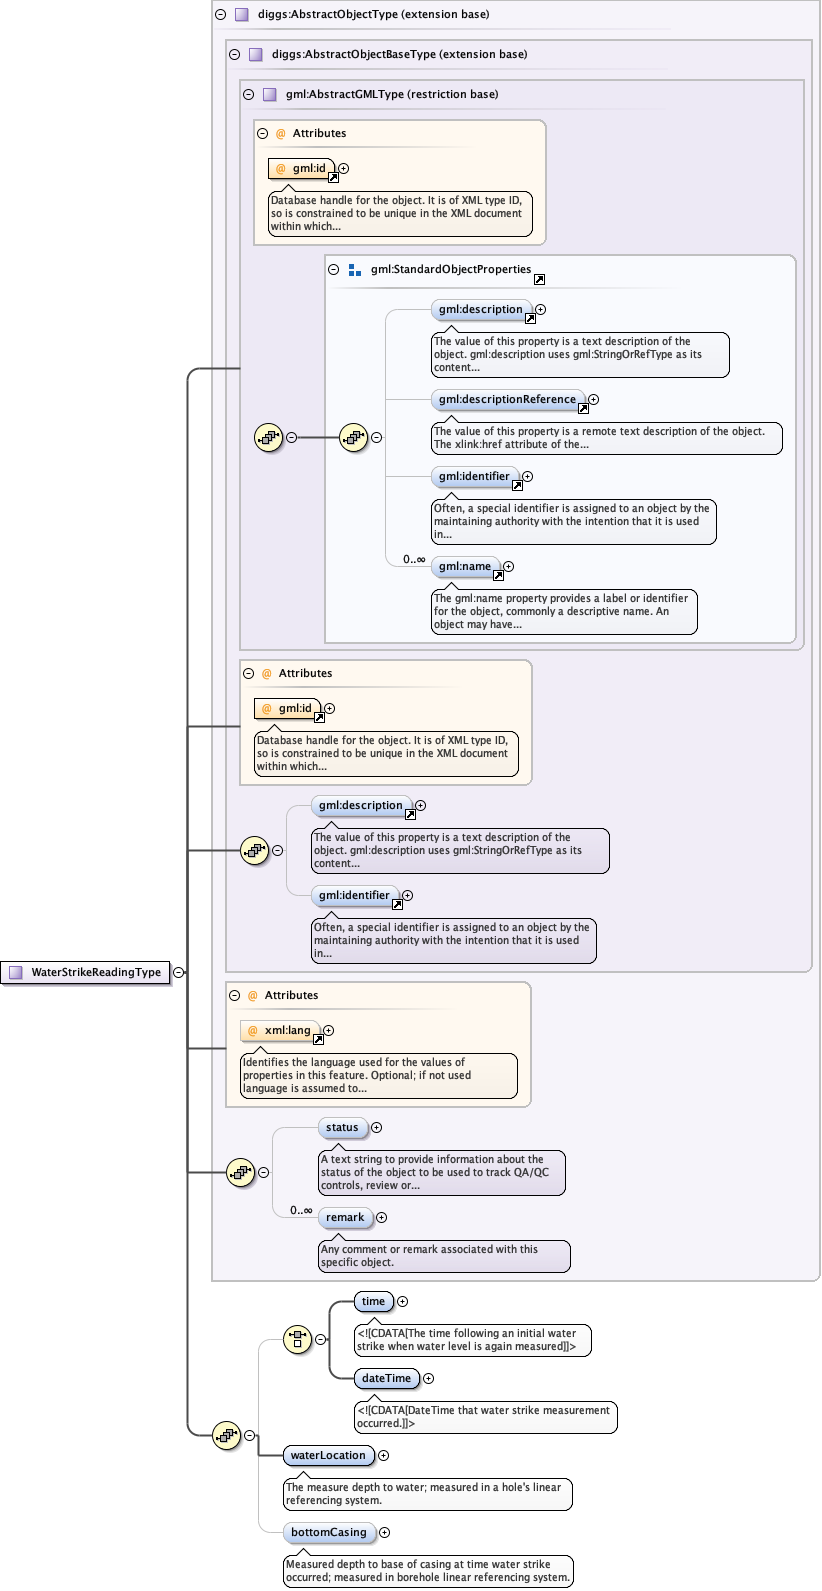 diggs:AbstractObjectType (extension base)
diggs:AbstractObjectBaseType (extension base)
gml:AbstractGMLType (restriction base)
@ Attributes
@ gml:id
Database handle for the object. It is of XML type ID,
so is constrained to be unique in the XML document
within which...
gml:StandardObjectProperties
gml:description
The value of this property is a text description of the
object. gml:description uses gml:StringOrRefType as its
content...
gml:descriptionReference
The value of this property is a remote text description of the object.
The xlink:href attribute of the...
gml:identifier
Often, a special identifier is assigned to an object by the
maintaining authority with the intention that it is used
in...
0..∞
gml:name
The gml:name property provides a label or identifier
for the object, commonly a descriptive name. An
object may have...
@ Attributes
@ gml:id
Database handle for the object. It is of XML type ID,
so is constrained to be unique in the XML document
within which...
gml:description
The value of this property is a text description of the
object. gml:description uses gml:StringOrRefType as its
content...
gml:identifier
Often, a special identifier is assigned to an object by the
maintaining authority with the intention that it is used
in...
WaterStrikeReadingType
@ Attributes
@ xml:lang
Identifies the language used for the values of
properties in this feature. Optional; if not used
language is assumed to...
status
A text string to provide information about the
status of the object to be used to track QA/QC
controls, review or...
0..∞
remark
Any comment or remark associated with this
specific object.
time
<![CDATA[The time following an initial water
strike when water level is again measured]]>
dateTime
<![CDATA[DateTime that water strike measurement
occurred.]]>
waterLocation
The measure depth to water; measured in a hole's linear
referencing system.
bottomCasing
Measured depth to base of casing at time water strike
occurred; measured in borehole linear referencing system.